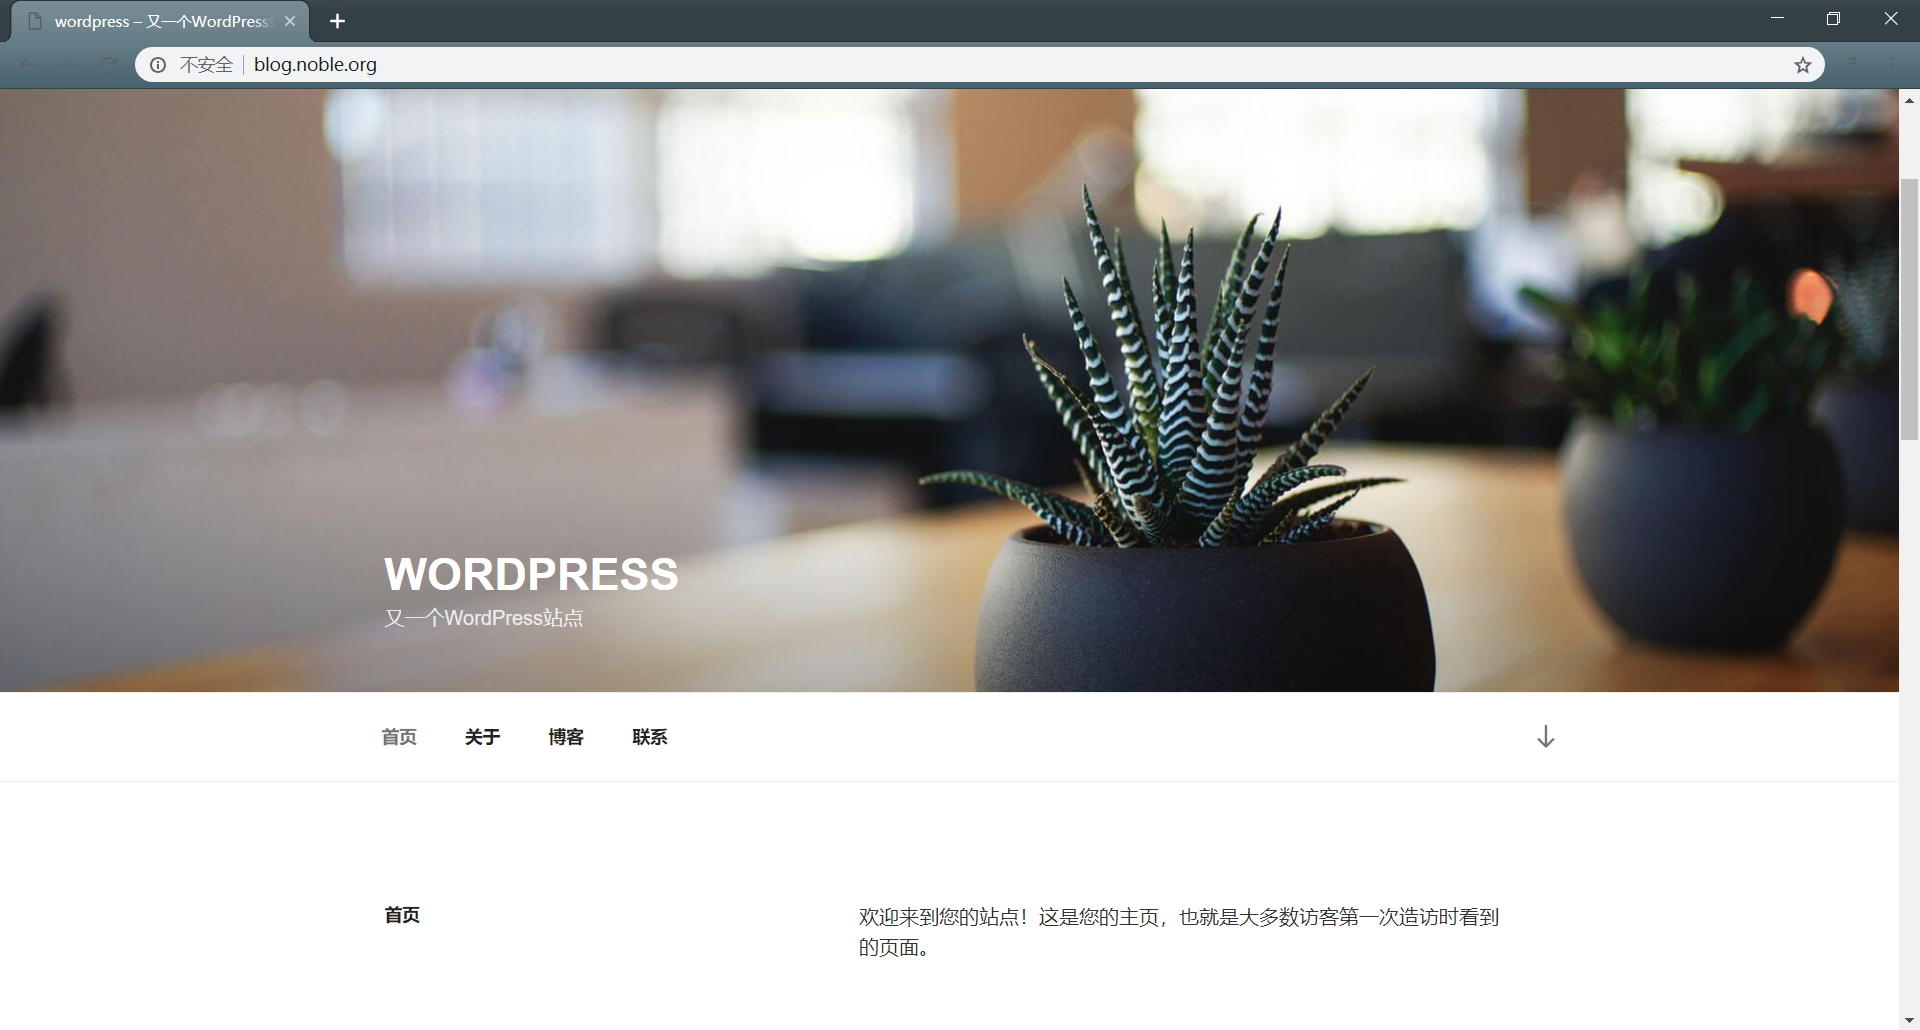 wordpress – 又一个WordPress
不安全
blog.noble.org
WORDPRESS
又一个WordPress站点
首页 关于 博客 联系
首页
欢迎来到您的站点！这是您的主页，也就是大多数访客第一次造访时看到
的页面。